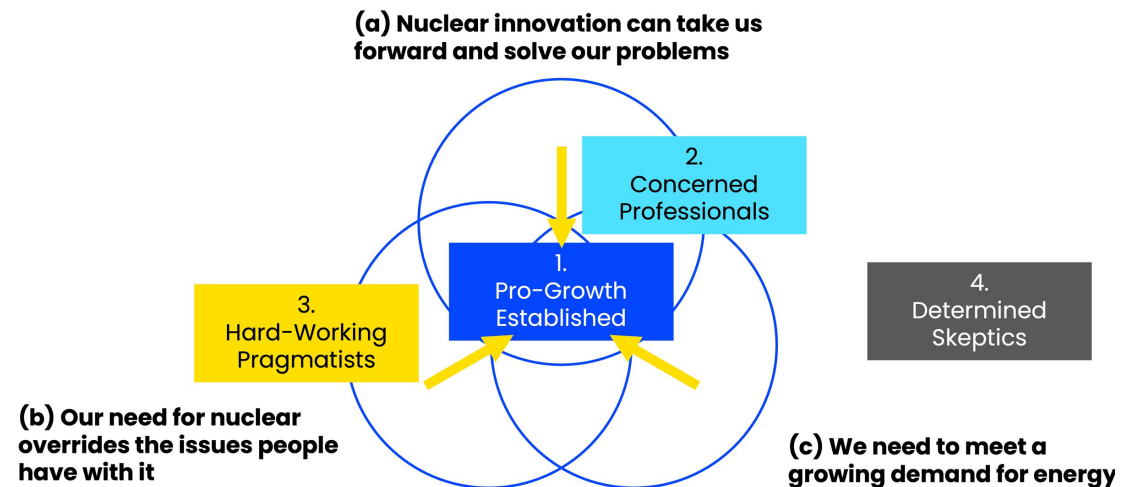 (a) Nuclear innovation can take us
forward and solve our problems
2.
Concerned
Professionals
1.
Pro-Growth
Established
3.
Hard-Working
Pragmatists
4.
Determined
Skeptics
(b) Our need for nuclear
overrides the issues people
have with it
(c) We need to meet a
growing demand for energy